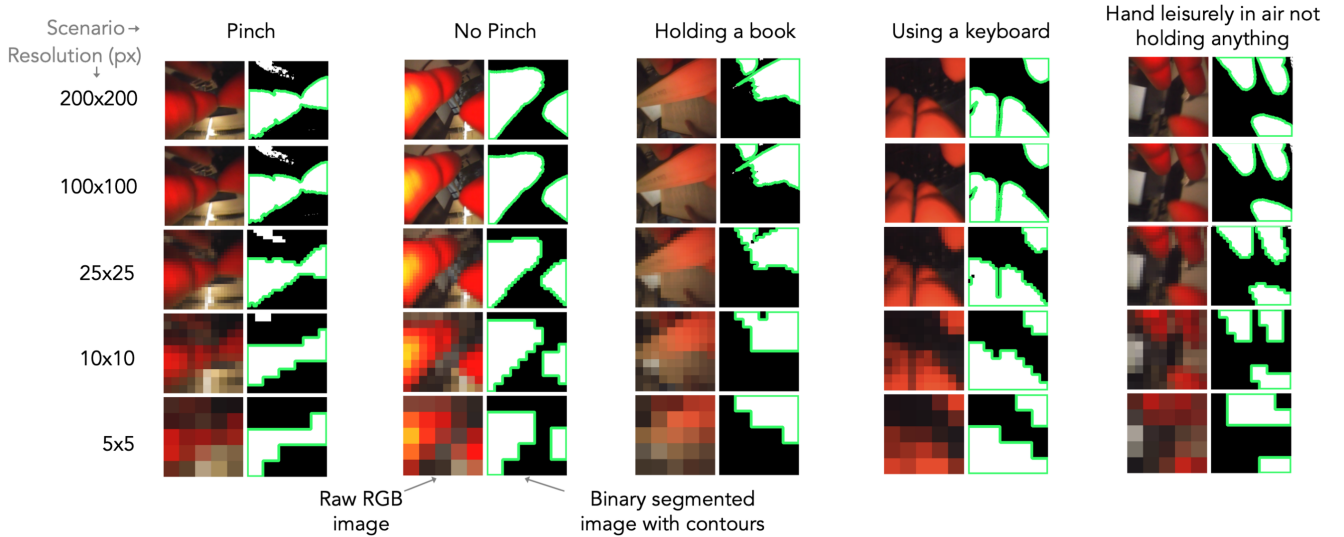 Scenario →
Resolution (px)
↓
Pinch
No Pinch
Holding a book
Using a keyboard
Hand leisurely in air not
holding anything
200x200
100x100
25x25
10x10
5x5
Raw RGB
image
Binary segmented
image with contours